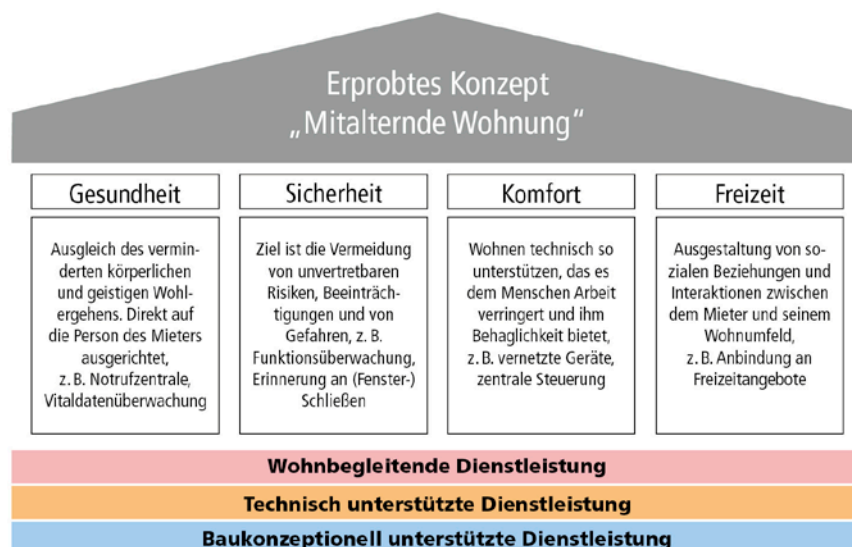 Erprobtes Konzept
„Mitalternde Wohnung“
Gesundheit
Ausgleich des vermin-
derten körperlichen
und geistigen Wohl-
ergehens. Direkt auf
die Person des Mieters
ausgerichtet,
z. B. Notrufzentrale,
Vitaldatenüberwachung
Sicherheit
Ziel ist die Vermeidung
von unvertretbaren
Risiken, Beeinträch-
tigungen und von
Gefahren, z. B.
Funktionsüberwachung,
Erinnerung an (Fenster-)
Schließen
Komfort
Wohnen technisch so
unterstützen, das es
dem Menschen Arbeit
verringert und ihm
Behaglichkeit bietet,
z. B. vernetzte Geräte,
zentrale Steuerung
Freizeit
Ausgestaltung von so-
zialen Beziehungen und
Interaktionen zwischen
dem Mieter und seinem
Wohnumfeld,
z. B. Anbindung an
Freizeitangebote
Wohnbegleitende Dienstleistung
Technisch unterstützte Dienstleistung
Baukonzeptionell unterstützte Dienstleistung